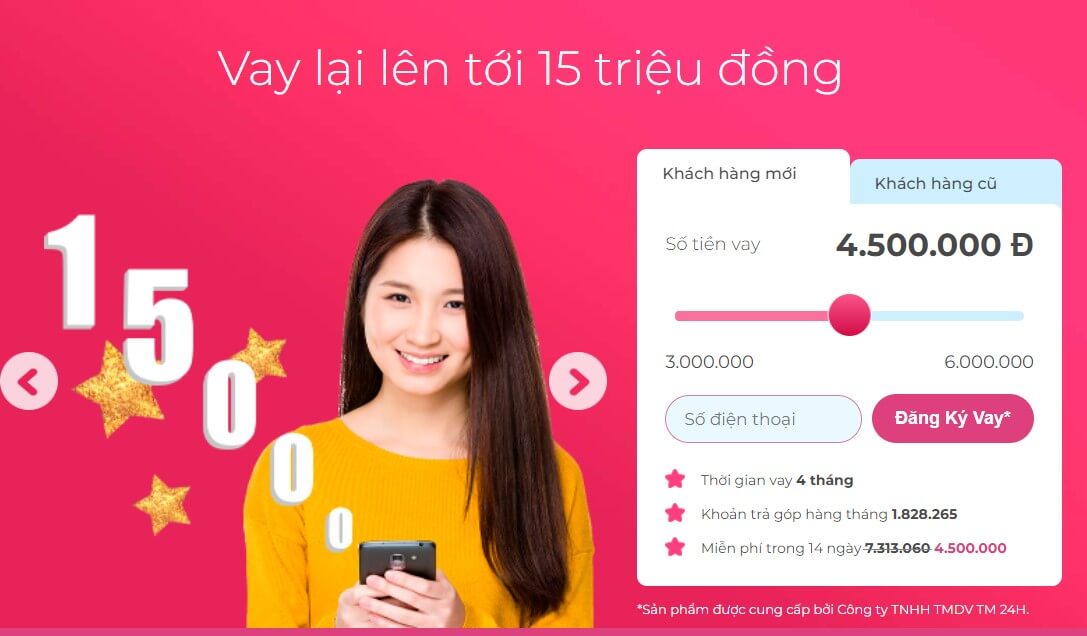 Vay lại lên tới 15 triệu đồng
Khách hàng mới
Khách hàng cũ
Số tiền vay 4.500.000 Đ
3.000.000 6.000.000
Số điện thoại Đăng Ký Vay*
Thời gian vay 4 tháng
Khoản trả góp hàng tháng 1.828.265
Miễn phí trong 14 ngày 7.313.060 4.500.000
*Sản phẩm được cung cấp bởi Công ty TNHH TMDV TM 24H.
15000